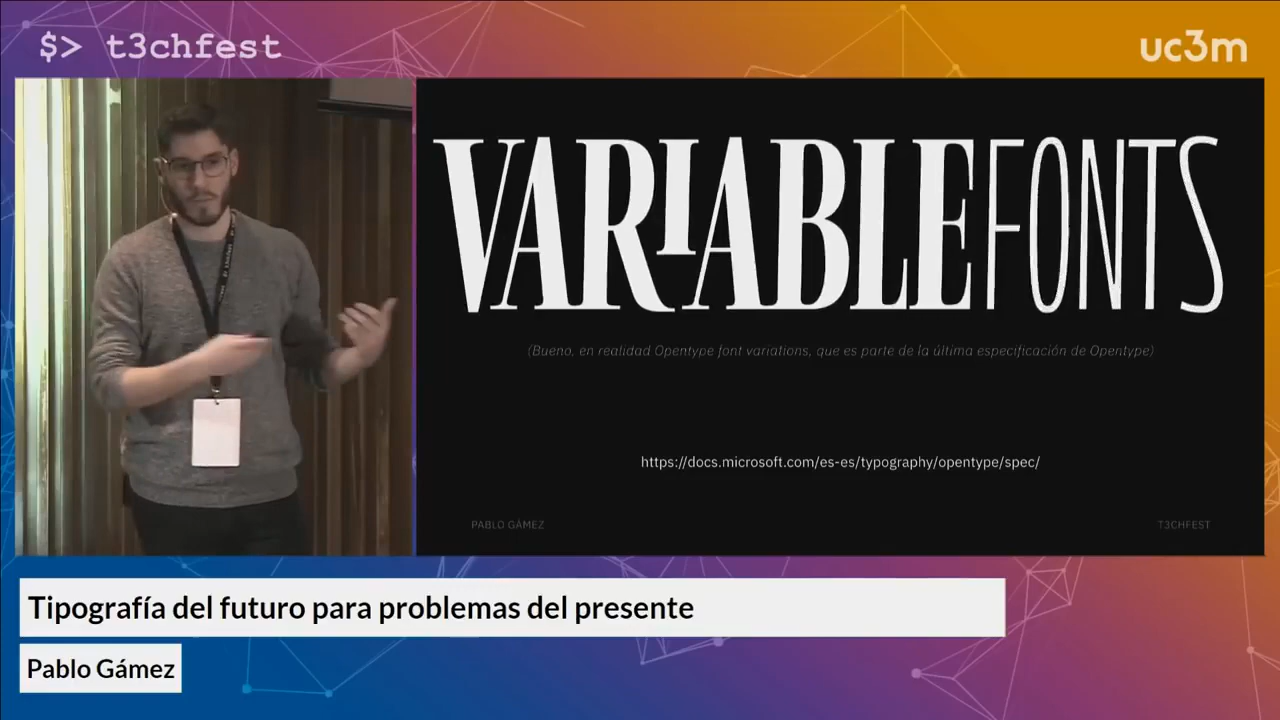 $> t3chfest
uc3m
VARIABLEFONTS
(Bueno, en realidad Opentype font variations, que es parte de la última especificación de Opentype)
https://docs.microsoft.com/es-es/typography/opentype/spec/
PABLO GÁMEZ
T3CHFEST
Tipografía del futuro para problemas del presente
Pablo Gámez